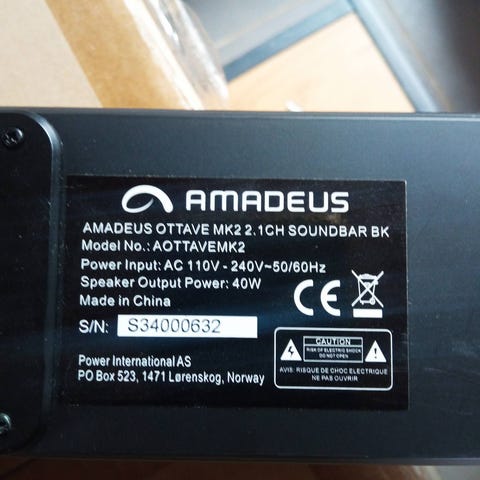 AMADEUS
AMADEUS OTTAVE MK2 2.1CH SOUNDBAR BK
Model No.: AOTTAVEMK2
Power Input: AC 110V - 240V~50/60Hz
Speaker Output Power: 40W
Made in China
CE
S/N: S34000632
Power International AS
PO Box 523, 1471 Lørenskog, Norway
CAUTION
RISK OF ELECTRIC SHOCK
DO NOT OPEN
AVIS: RISQUE DE CHOC ELECTRIQUE
NE PAS OUVRIR